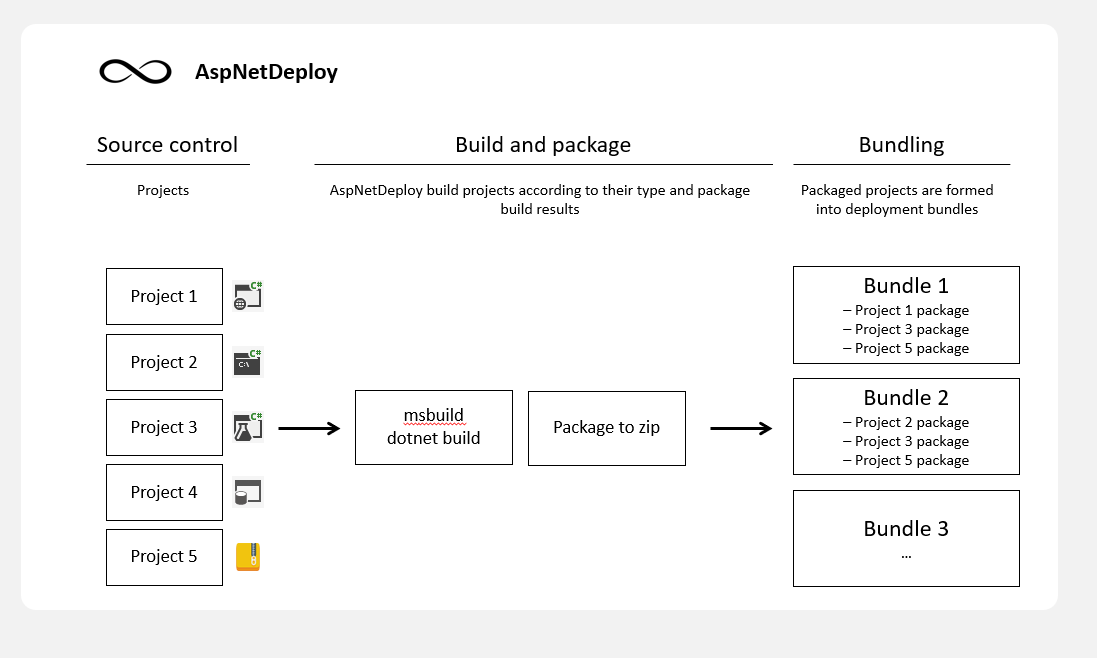 AspNetDeploy
Source control
Projects
Build and package
AspNetDeploy build projects according to their type and package
build results
Bundling
Packaged projects are formed
into deployment bundles
Project 1
C#
Project 2
C#
C:\
Project 3
C#
Project 4
Project 5
msbuild
dotnet build
Package to zip
Bundle 1
– Project 1 package
– Project 3 package
– Project 5 package
Bundle 2
– Project 2 package
– Project 3 package
– Project 5 package
Bundle 3
...